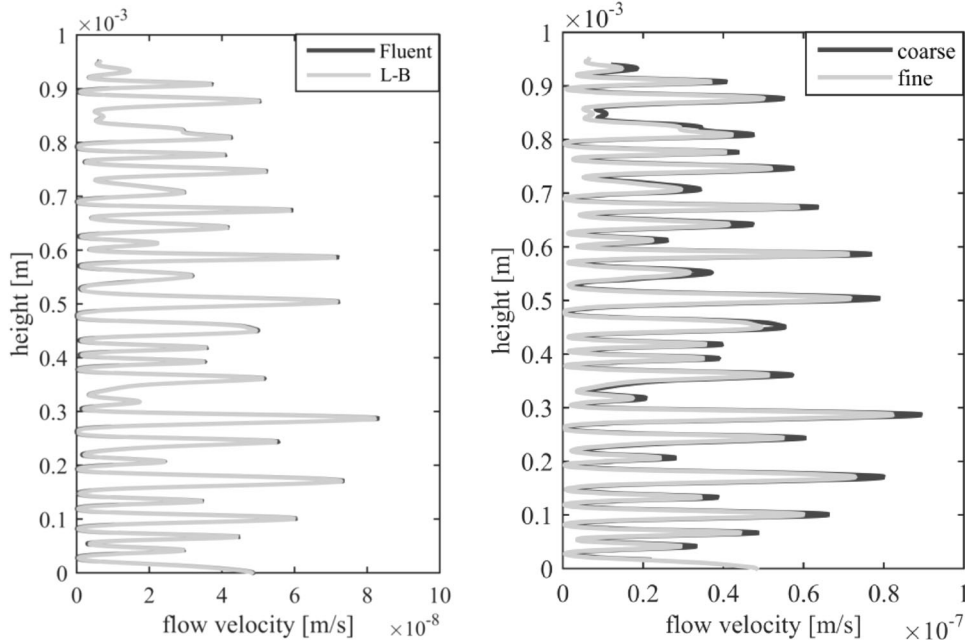 ×10⁻³
1
0.9
0.8
0.7
0.6
0.5
0.4
0.3
0.2
0.1
0
height [m]
Fluent
L-B
0 2 4 6 8 10
flow velocity [m/s] ×10⁻⁸
×10⁻³
1
0.9
0.8
0.7
0.6
0.5
0.4
0.3
0.2
0.1
0
height [m]
coarse
fine
0 0.2 0.4 0.6 0.8 1
flow velocity [m/s] ×10⁻⁷